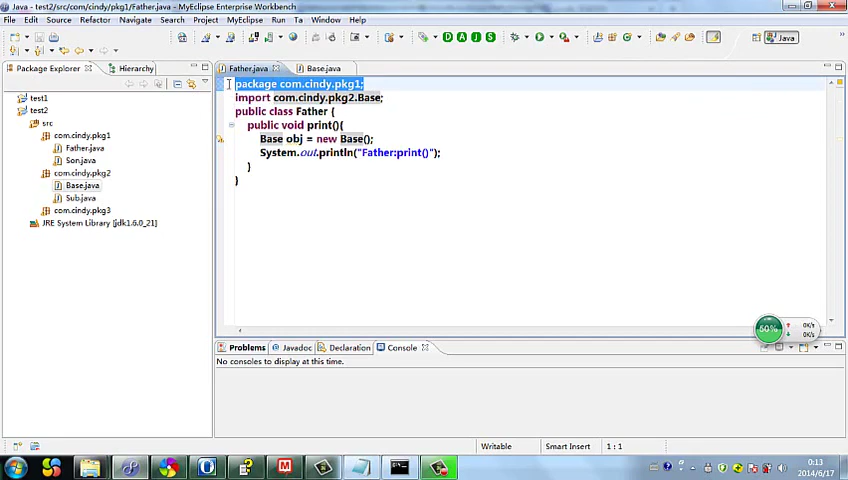 Java - test2/src/com/cindy/pkg1/Father.java - MyEclipse Enterprise Workbench
File Edit Source Refactor Navigate Search Project MyEclipse Run Ta Window Help
Java
Package Explorer Hierarchy
Father.java Base.java
test1
test2
src
com.cindy.pkg1
Father.java
Son.java
com.cindy.pkg2
Base.java
Sub.java
com.cindy.pkg3
JRE System Library [jdk1.6.0_21]
package com.cindy.pkg1;
import com.cindy.pkg2.Base;
public class Father {
public void print(){
Base obj = new Base();
System.out.println("Father:print()");
}
}
60%
0K/s
0K/s
Problems Javadoc Declaration Console
No consoles to display at this time.
Writable Smart Insert 1 : 1
0:13
2014/6/17